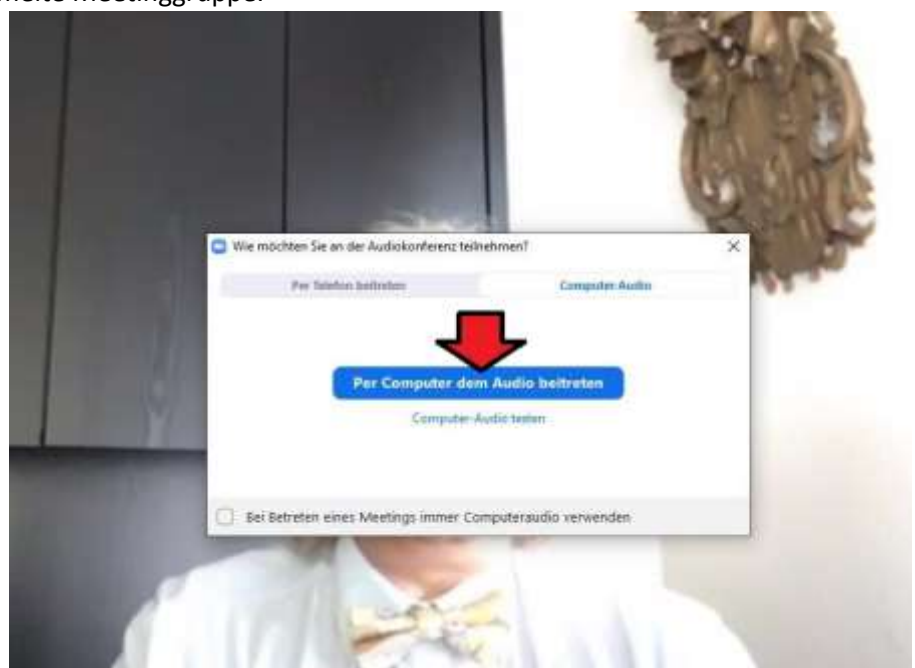 Meetinggruppe.
Wie möchten Sie an der Audiokonferenz teilnehmen?
Per Telefon beitreten
Computer-Audio
Per Computer dem Audio beitreten
Computer-Audio testen
Bei Betreten eines Meetings immer Computeraudio verwenden